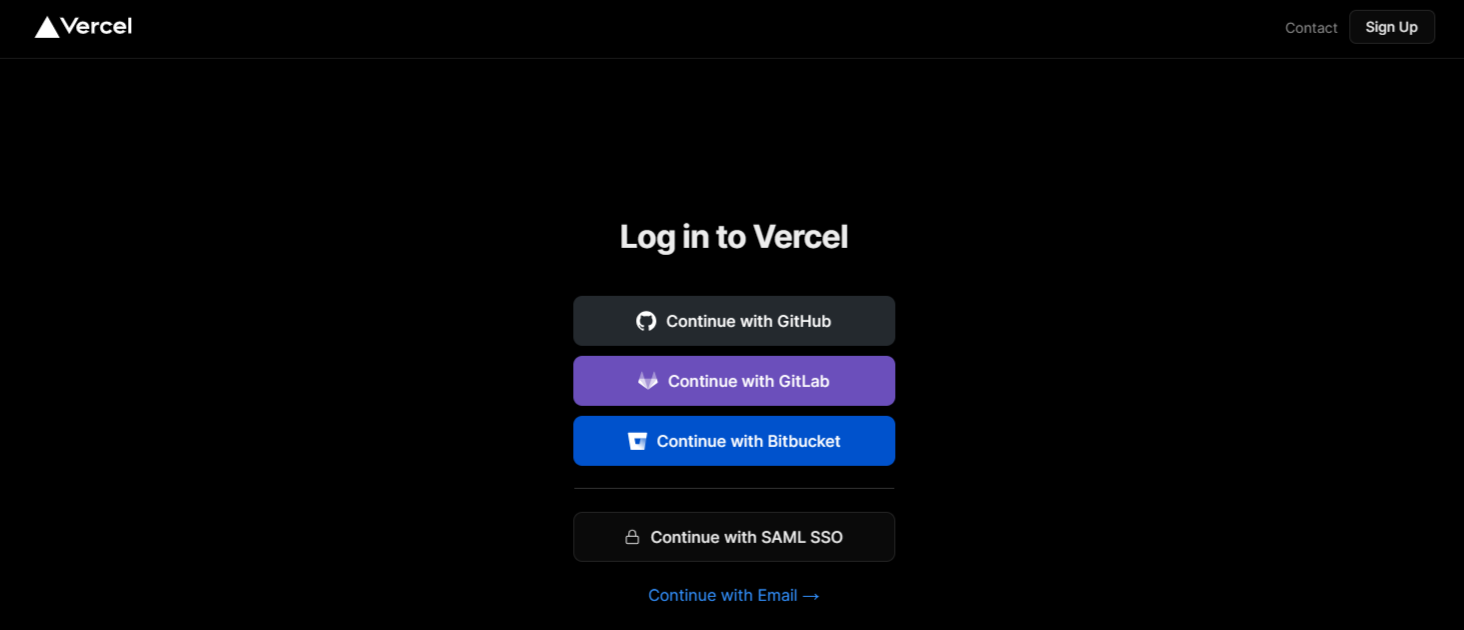 Vercel
Contact
Sign Up
Log in to Vercel
Continue with GitHub
Continue with GitLab
Continue with Bitbucket
Continue with SAML SSO
Continue with Email →